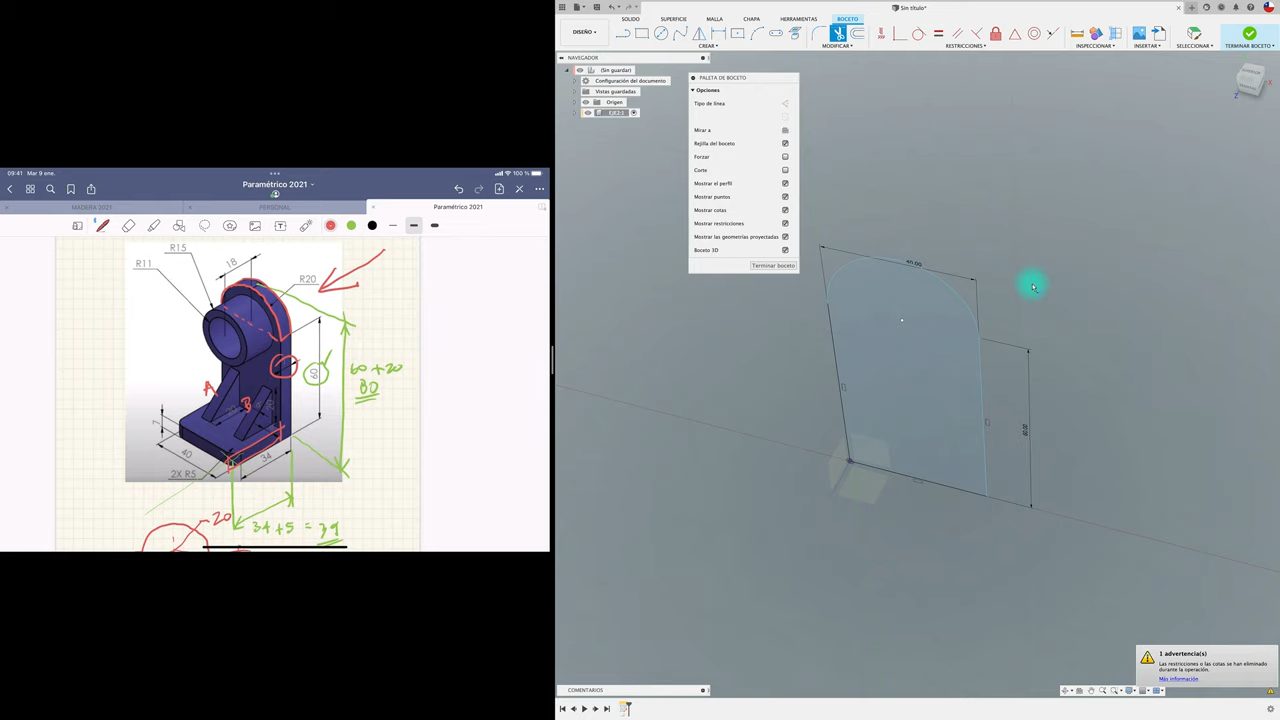 Sin título*
DISEÑO
SOLIDO
SUPERFICIE
MALLA
CHAPA
HERRAMIENTAS
BOCETO
CREAR
MODIFICAR
RESTRICCIONES
INSPECCIONAR
INSERTAR
SELECCIONAR
TERMINAR BOCETO
NAVEGADOR
(Sin guardar)
Configuración del documento
Vistas guardadas
Origen
PALETA DE BOCETO
Opciones
Tipo de línea
Mirar a
Rejilla del boceto
Forzar
Corte
Mostrar el perfil
Mostrar puntos
Mostrar cotas
Mostrar restricciones
Mostrar las geometrías proyectadas
Boceto 3D
Terminar boceto
40.00
60.00
X
Z
1 advertencia(s)
Las restricciones o las cotas se han eliminado
durante la operación.
Más información
COMENTARIOS
09:41 Mar 9 ene.
100 %
Paramétrico 2021
MADERA 2021
PERSONAL
Paramétrico 2021
R15
18
R11
R20
60
60+20
80
A
B
7
40
34
2X R5
20
34+5 = 39